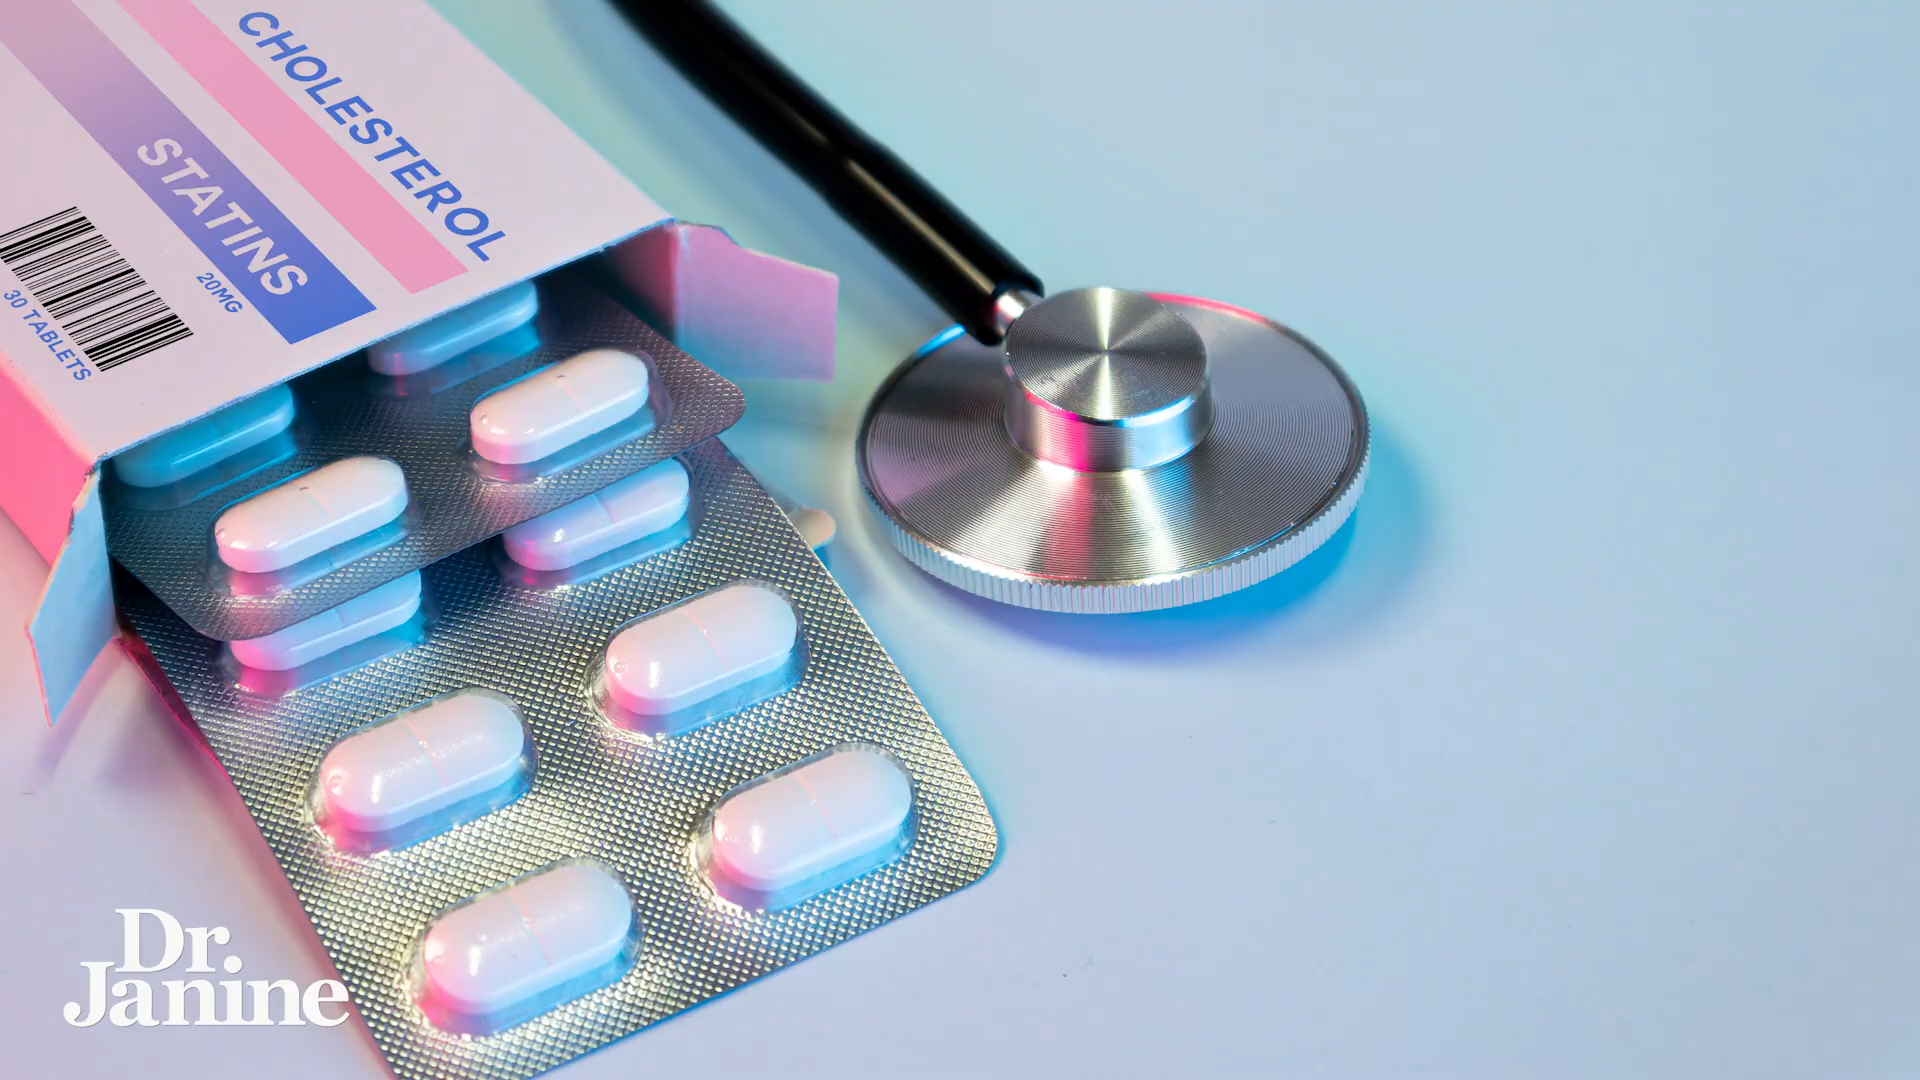 CHOLESTEROL
STATINS
20MG
30 TABLETS
Dr.
Janine